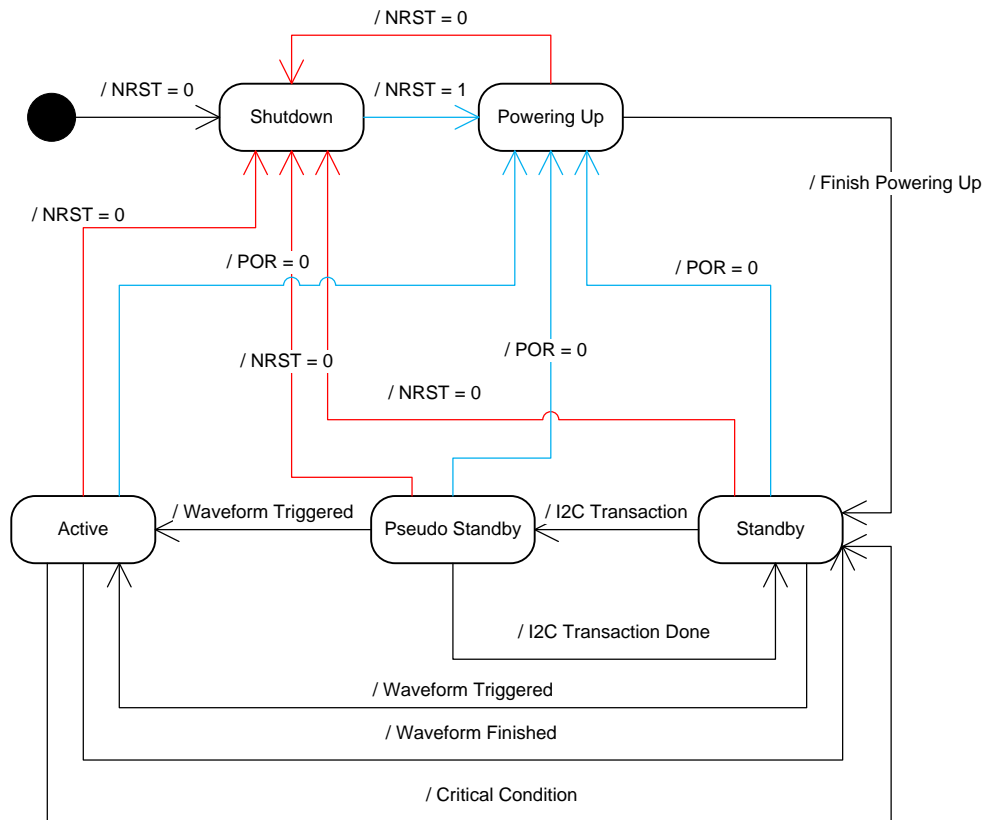 / NRST = 0
/ NRST = 0
/ NRST = 1
Shutdown
Powering Up
/ Finish Powering Up
/ NRST = 0
/ POR = 0
/ POR = 0
/ POR = 0
/ NRST = 0
/ NRST = 0
/ Waveform Triggered
/ I2C Transaction
Active
Pseudo Standby
Standby
/ I2C Transaction Done
/ Waveform Triggered
/ Waveform Finished
/ Critical Condition